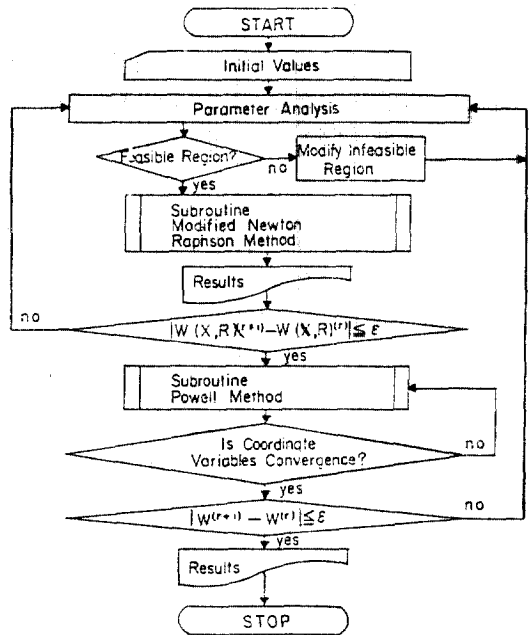 START
Initial Values
Parameter Analysis
Feasible Region?
no
Modify Infeasible
Region
yes
Subroutine
Modified Newton
Raphson Method
Results
no
|W (X,R)^(r+1) – W (X,R)^(r)| ≦ ε
yes
Subroutine
Powell Method
Is Coordinate
Variables Convergence?
no
yes
|W^(r+1) – W^(r)| ≦ ε
no
yes
Results
STOP